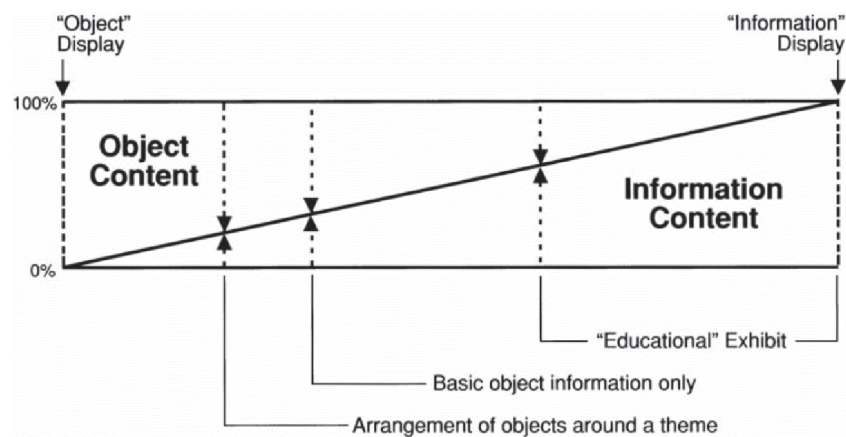 “Object”
Display
“Information”
Display
100%
Object
Content
Information
Content
0%
“Educational” Exhibit
Basic object information only
Arrangement of objects around a theme